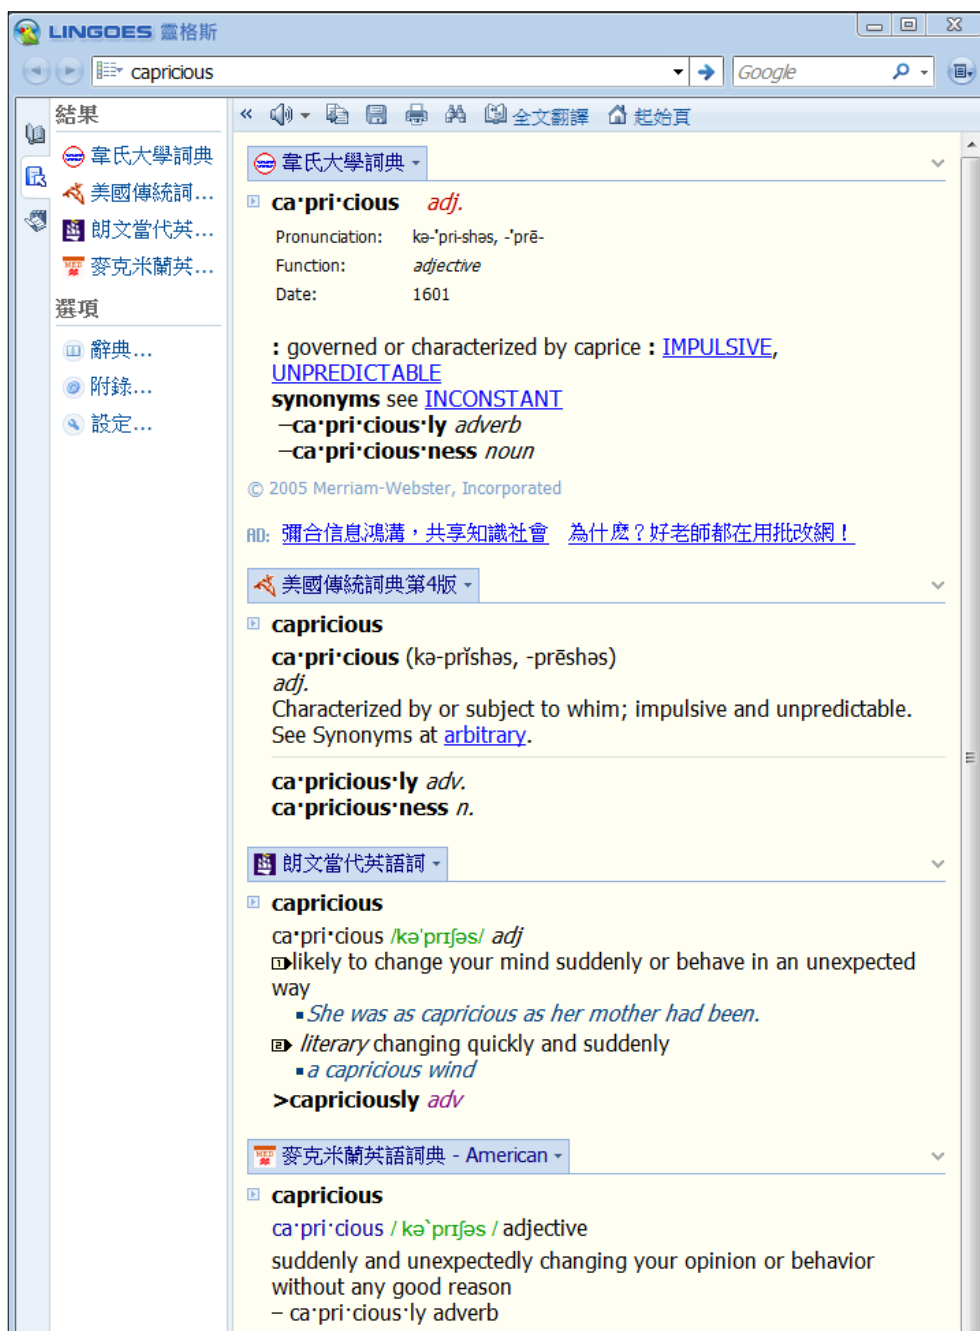 LINGOES 靈格斯
capricious
Google
結果
韋氏大學詞典
美國傳統詞...
朗文當代英...
麥克米蘭英...
選項
辭典...
附錄...
設定...
全文翻譯 起始頁
韋氏大學詞典
ca·pri·cious adj.
Pronunciation: kə-ˈpri-shəs, -ˈprē-
Function: adjective
Date: 1601
: governed or characterized by caprice : IMPULSIVE,
UNPREDICTABLE
synonyms see INCONSTANT
–ca·pri·cious·ly adverb
–ca·pri·cious·ness noun
© 2005 Merriam-Webster, Incorporated
AD: 彌合信息鴻溝，共享知識社會 為什麼？好老師都在用批改網！
美國傳統詞典第4版
capricious
ca·pri·cious (kə-prĭshəs, -prēshəs)
adj.
Characterized by or subject to whim; impulsive and unpredictable.
See Synonyms at arbitrary.
ca·pricious·ly adv.
ca·pricious·ness n.
朗文當代英語詞
capricious
ca·pri·cious /kəˈprɪʃəs/ adj
1 likely to change your mind suddenly or behave in an unexpected
way
She was as capricious as her mother had been.
2 literary changing quickly and suddenly
a capricious wind
>capriciously adv
麥克米蘭英語詞典 - American
capricious
ca·pri·cious / kəˋprɪʃəs / adjective
suddenly and unexpectedly changing your opinion or behavior
without any good reason
– ca·pri·cious·ly adverb